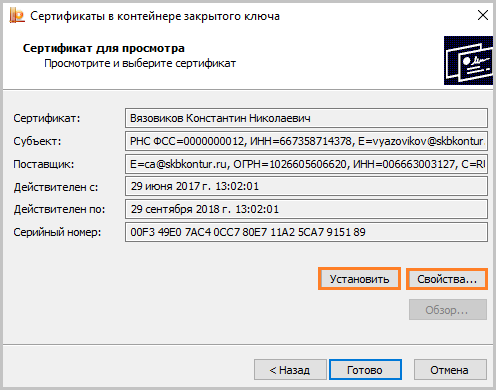 Сертификаты в контейнере закрытого ключа
Сертификат для просмотра
Просмотрите и выберите сертификат
Сертификат: Вязовиков Константин Николаевич
Субъект: РНС ФСС=0000000012, ИНН=667358714378, E=vyazovikov@skbkontur.
Поставщик: E=ca@skbkontur.ru, ОГРН=1026605606620, ИНН=006663003127, C=RU
Действителен с: 29 июня 2017 г. 13:02:01
Действителен по: 29 сентября 2018 г. 13:02:01
Серийный номер: 00F3 49E0 7AC4 0CC7 80E7 11A2 5CA7 9151 89
Установить Свойства...
Обзор...
< Назад Готово Отмена